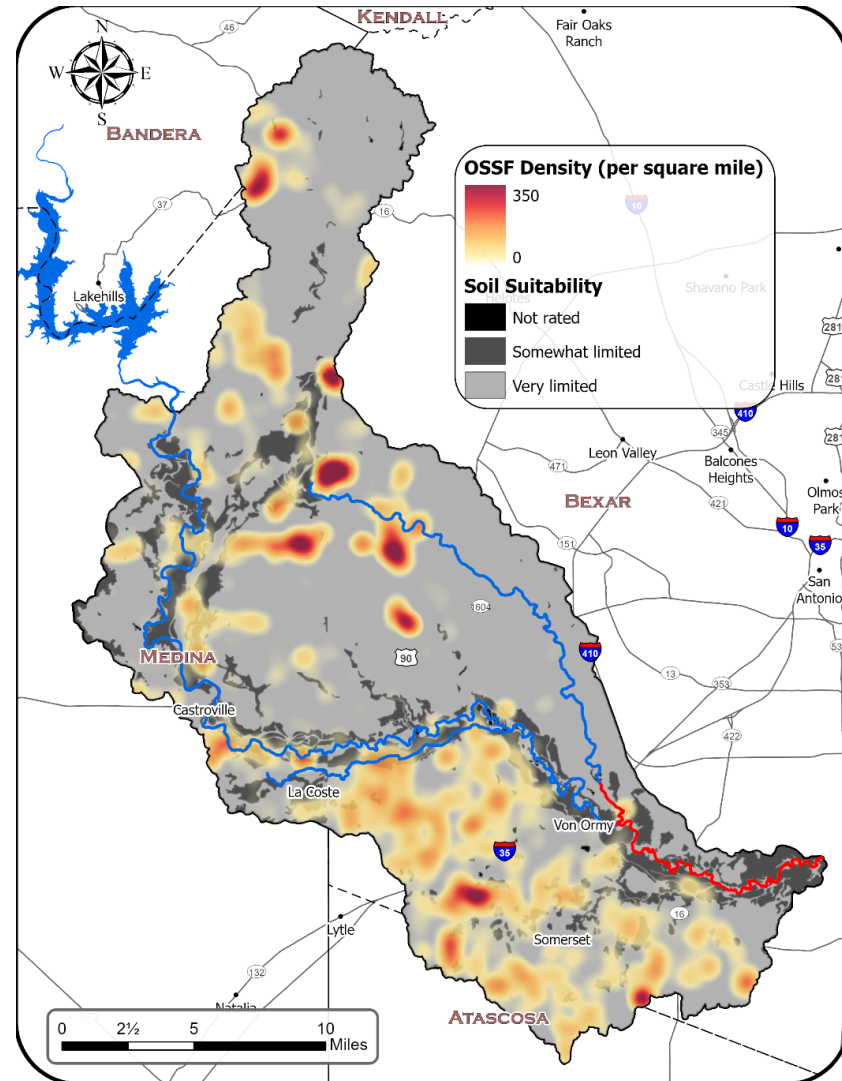 KENDALL
46
Fair Oaks
Ranch
N
W
E
S
BANDERA
OSSF Density (per square mile)
350
0
Soil Suitability
Not rated
Somewhat limited
Very limited
10
37
16
Lakehills
Helotes
Shavano Park
281
Castle Hills
281
410
345
Leon Valley
Balcones
Heights
281
471
BEXAR
421
Olmos
Park
10
35
151
San
Antonio
1604
410
MEDINA
90
13
353
53
Castroville
422
La Coste
Von Ormy
35
16
Somerset
Lytle
132
Natalia
ATASCOSA
0
2½
5
10
Miles